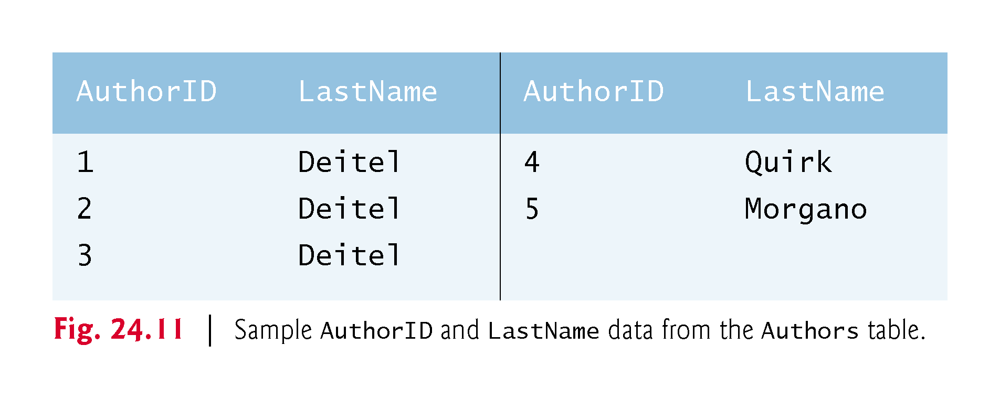 AuthorID LastName AuthorID LastName
1 Deitel 4 Quirk
2 Deitel 5 Morgano
3 Deitel
Fig. 24.11 | Sample AuthorID and LastName data from the Authors table.